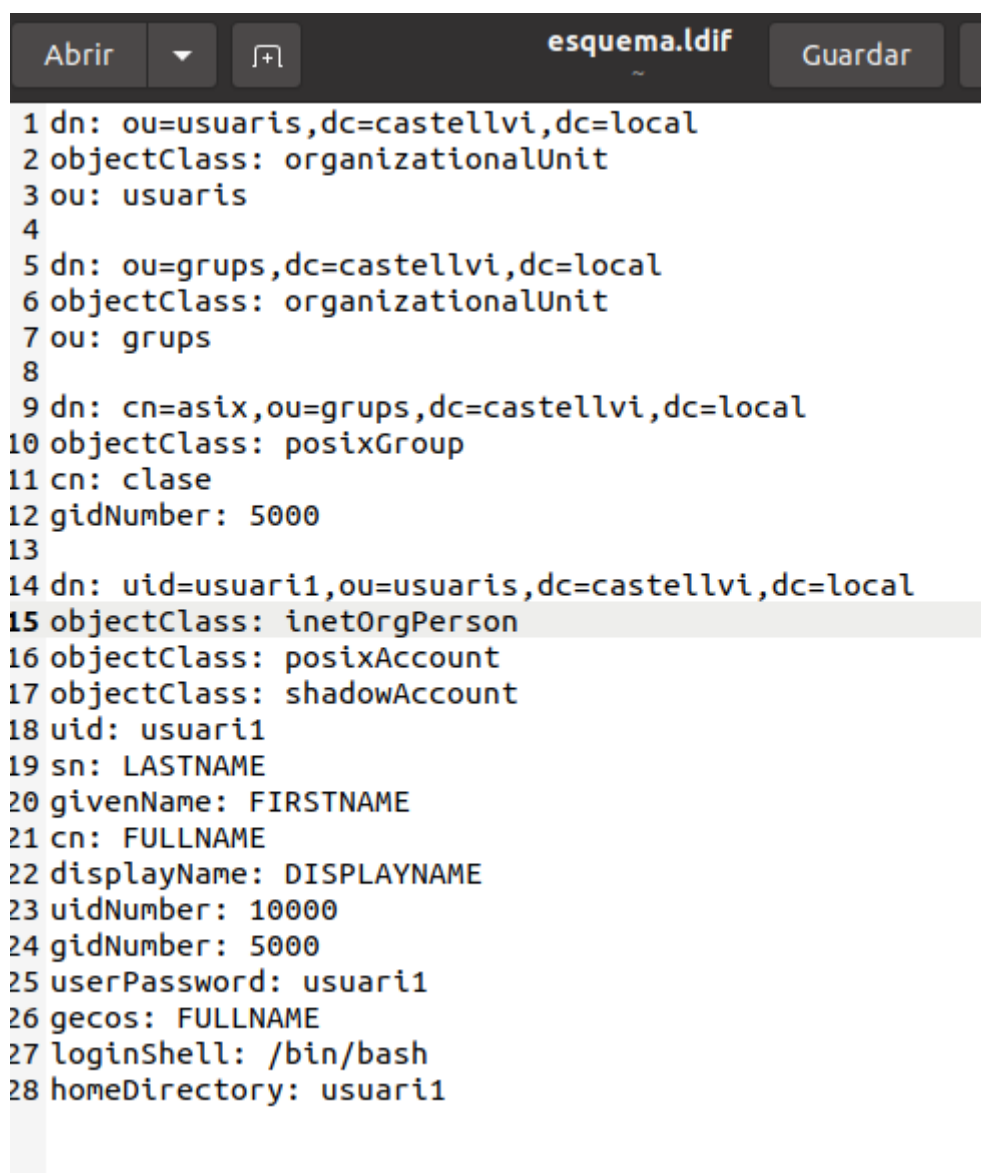 Abrir
esquema.ldif
~
Guardar
1 dn: ou=usuaris,dc=castellvi,dc=local
2 objectClass: organizationalUnit
3 ou: usuaris
4
5 dn: ou=grups,dc=castellvi,dc=local
6 objectClass: organizationalUnit
7 ou: grups
8
9 dn: cn=asix,ou=grups,dc=castellvi,dc=local
10 objectClass: posixGroup
11 cn: clase
12 gidNumber: 5000
13
14 dn: uid=usuari1,ou=usuaris,dc=castellvi,dc=local
15 objectClass: inetOrgPerson
16 objectClass: posixAccount
17 objectClass: shadowAccount
18 uid: usuari1
19 sn: LASTNAME
20 givenName: FIRSTNAME
21 cn: FULLNAME
22 displayName: DISPLAYNAME
23 uidNumber: 10000
24 gidNumber: 5000
25 userPassword: usuari1
26 gecos: FULLNAME
27 loginShell: /bin/bash
28 homeDirectory: usuari1